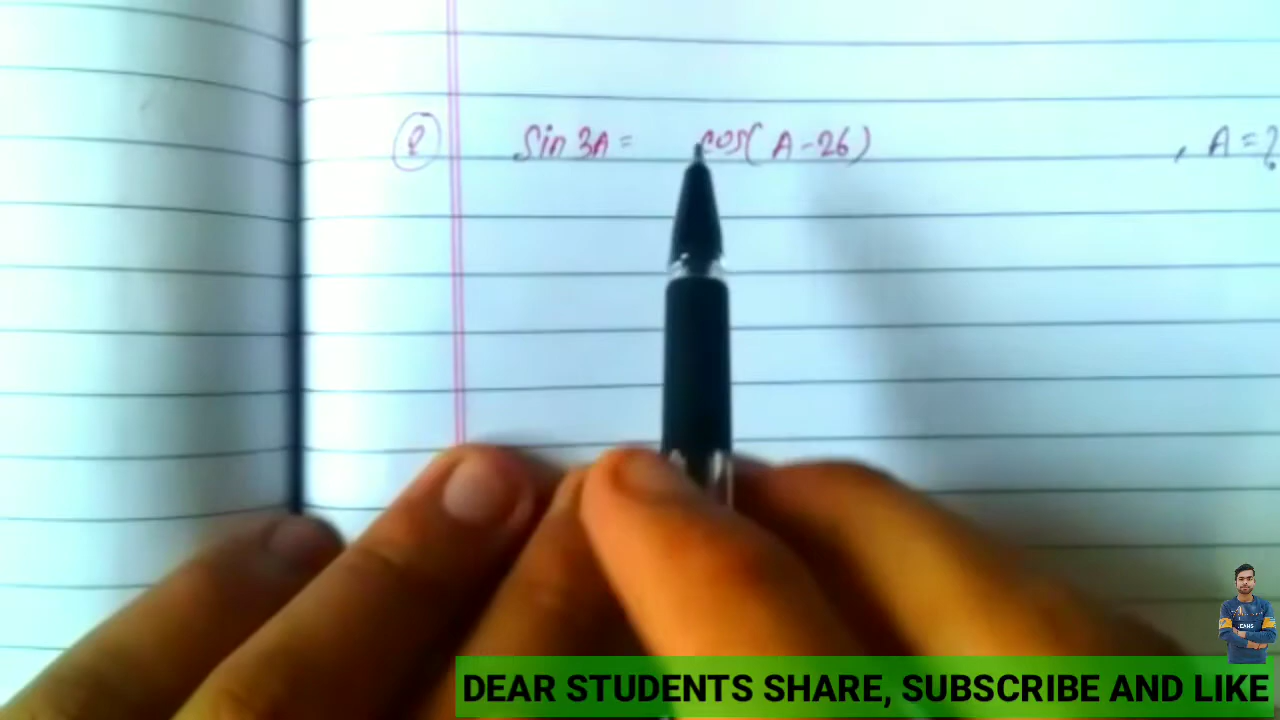 ? Sin 3A = cos(A-26) , A = ?
DEAR STUDENTS SHARE, SUBSCRIBE AND LIKE